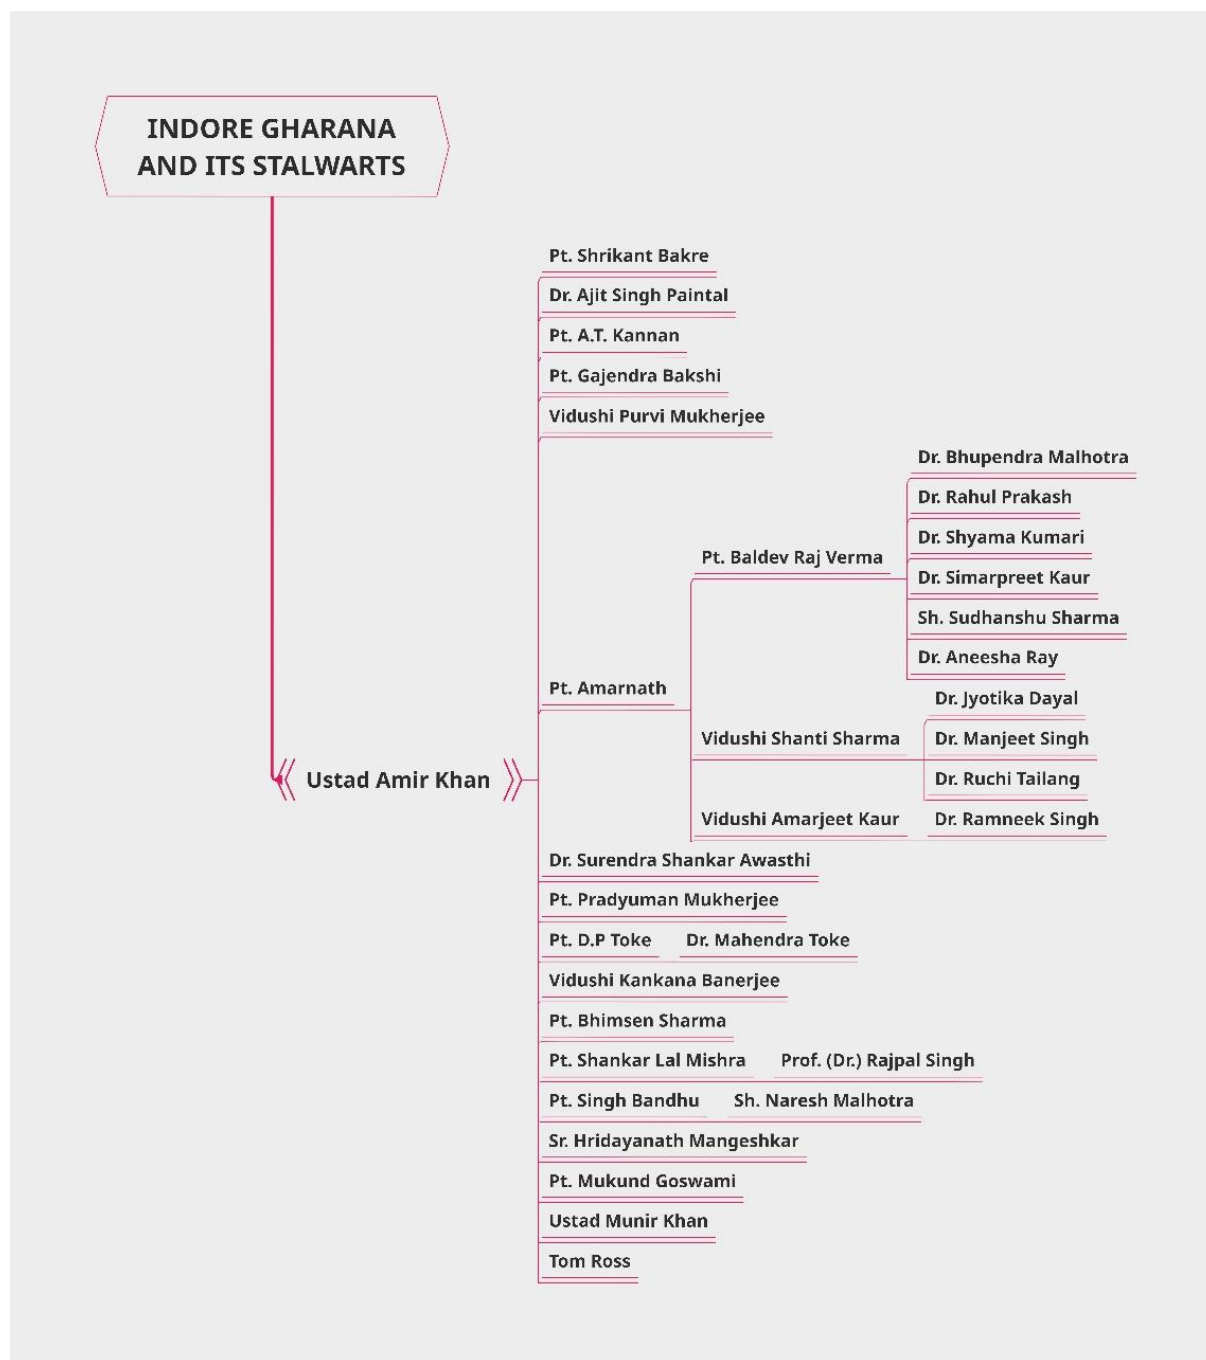 INDORE GHARANA
AND ITS STALWARTS
Pt. Shrikant Bakre
Dr. Ajit Singh Paintal
Pt. A.T. Kannan
Pt. Gajendra Bakshi
Vidushi Purvi Mukherjee
Dr. Bhupendra Malhotra
Dr. Rahul Prakash
Dr. Shyama Kumari
Pt. Baldev Raj Verma
Dr. Simarpreet Kaur
Sh. Sudhanshu Sharma
Dr. Aneesha Ray
Pt. Amarnath
Dr. Jyotika Dayal
Vidushi Shanti Sharma
Dr. Manjeet Singh
Dr. Ruchi Tailang
Ustad Amir Khan
Vidushi Amarjeet Kaur
Dr. Ramneek Singh
Dr. Surendra Shankar Awasthi
Pt. Pradyuman Mukherjee
Pt. D.P Toke
Dr. Mahendra Toke
Vidushi Kankana Banerjee
Pt. Bhimsen Sharma
Pt. Shankar Lal Mishra
Prof. (Dr.) Rajpal Singh
Pt. Singh Bandhu
Sh. Naresh Malhotra
Sr. Hridayanath Mangeshkar
Pt. Mukund Goswami
Ustad Munir Khan
Tom Ross